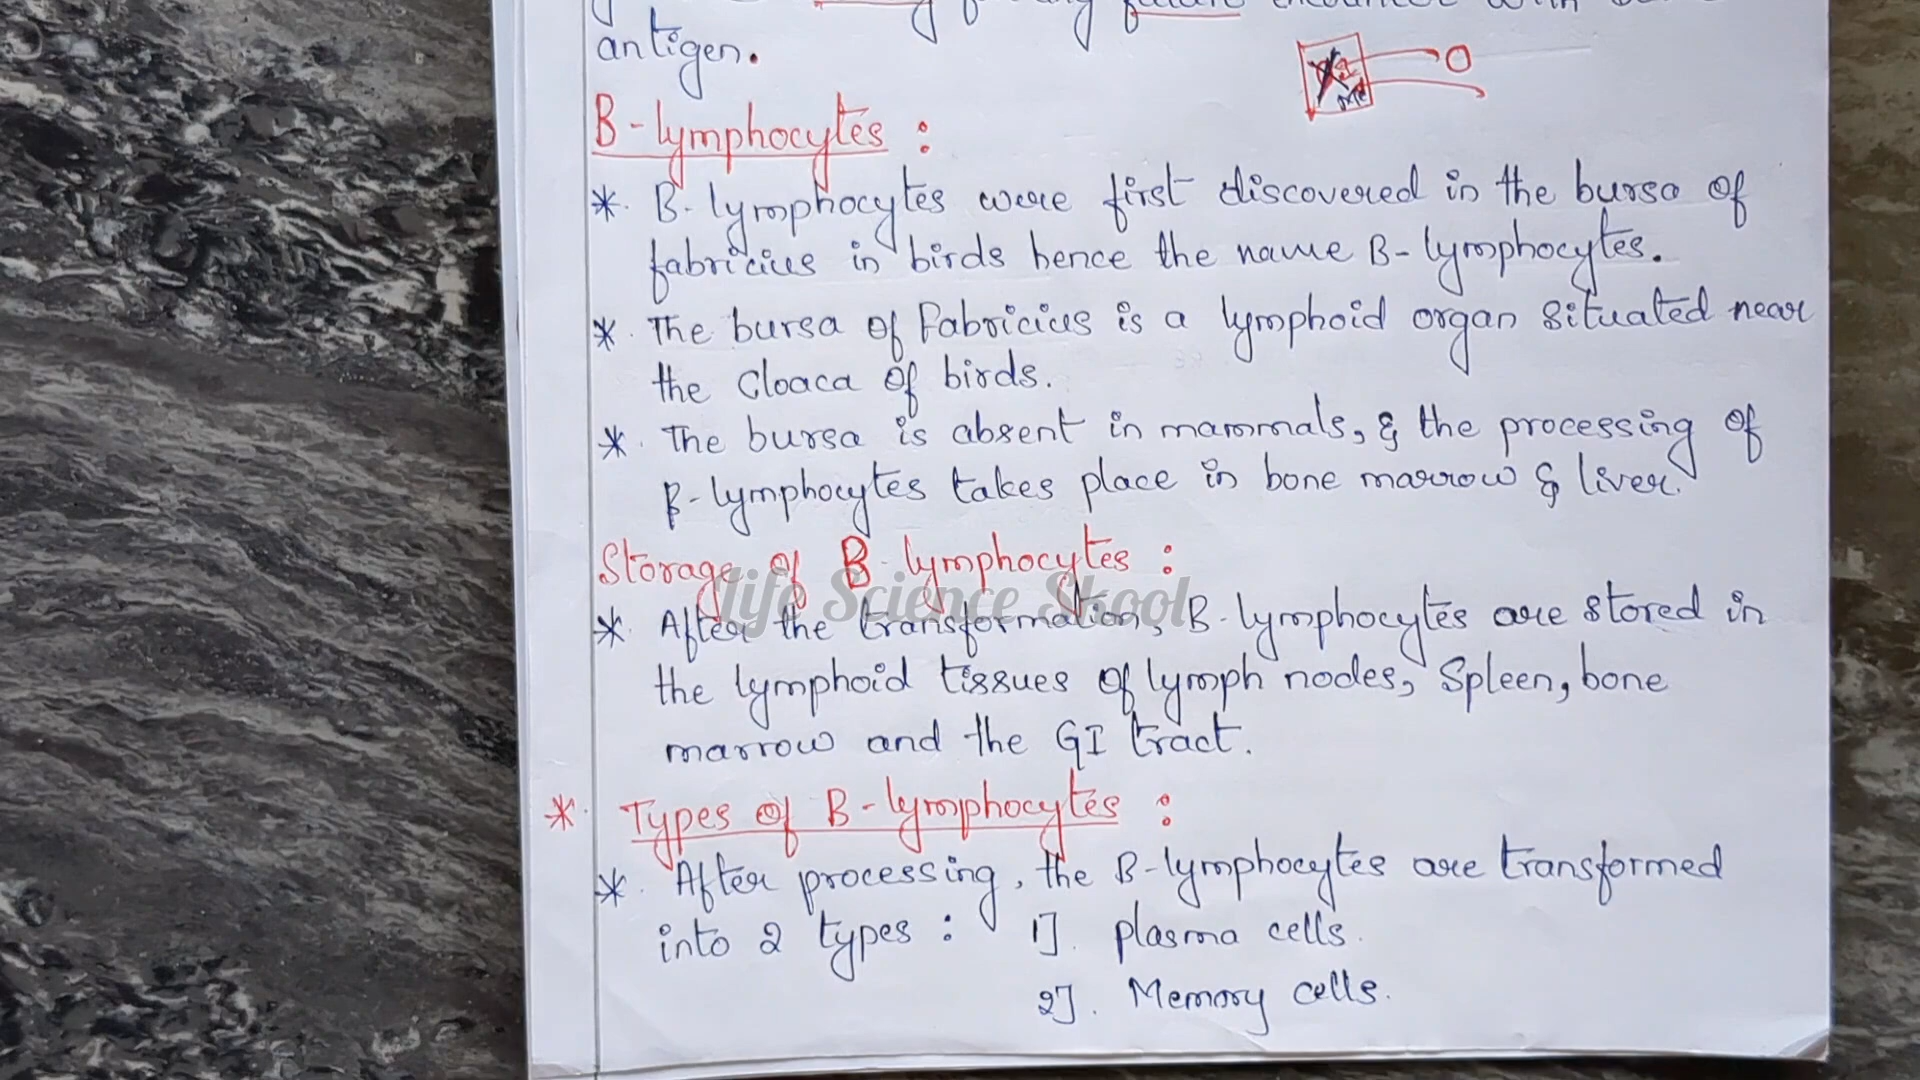 future encounter with
antigen.
B-lymphocytes :
* B-lymphocytes were first discovered in the bursa of
fabricius in birds hence the name B-lymphocytes.
* The bursa of Fabricius is a lymphoid organ situated near
the cloaca of birds.
* The bursa is absent in mammals, & the processing of
B-lymphocytes takes place in bone marrow & liver.
Storage of B-lymphocytes :
Life Science Skool
* After the transformation, B-lymphocytes are stored in
the lymphoid tissues of lymph nodes, Spleen, bone
marrow and the GI tract.
* Types of B-lymphocytes :
* After processing, the B-lymphocytes are transformed
into 2 types : 1]. plasma cells.
2]. Memory cells.